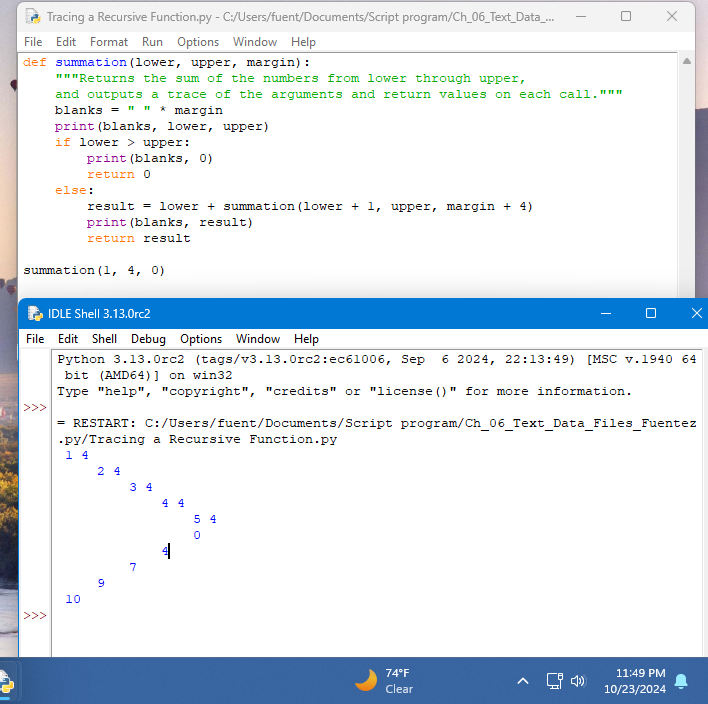 Tracing a Recursive Function.py - C:/Users/fuent/Documents/Script program/Ch_06_Text_Data_...
File Edit Format Run Options Window Help
def summation(lower, upper, margin):
    """Returns the sum of the numbers from lower through upper,
    and outputs a trace of the arguments and return values on each call."""
    blanks = " " * margin
    print(blanks, lower, upper)
    if lower > upper:
        print(blanks, 0)
        return 0
    else:
        result = lower + summation(lower + 1, upper, margin + 4)
        print(blanks, result)
        return result
summation(1, 4, 0)
IDLE Shell 3.13.0rc2
File Edit Shell Debug Options Window Help
Python 3.13.0rc2 (tags/v3.13.0rc2:ec61006, Sep  6 2024, 22:13:49) [MSC v.1940 64
 bit (AMD64)] on win32
Type "help", "copyright", "credits" or "license()" for more information.
>>>
= RESTART: C:/Users/fuent/Documents/Script program/Ch_06_Text_Data_Files_Fuentez
.py/Tracing a Recursive Function.py
 1 4
     2 4
         3 4
             4 4
                 5 4
                 0
             4
         7
     9
 10
>>>
74°F
Clear
11:49 PM
10/23/2024